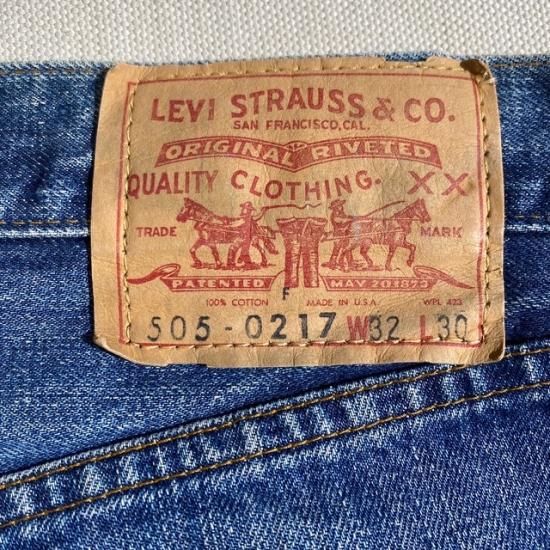 LEVI STRAUSS & CO.
SAN FRANCISCO, CAL.
ORIGINAL RIVETED
QUALITY CLOTHING. XX
TRADE MARK
PATENTED MAY 20 1873
F
100% COTTON MADE IN U.S.A WPL 423
505-0217 W32 L30